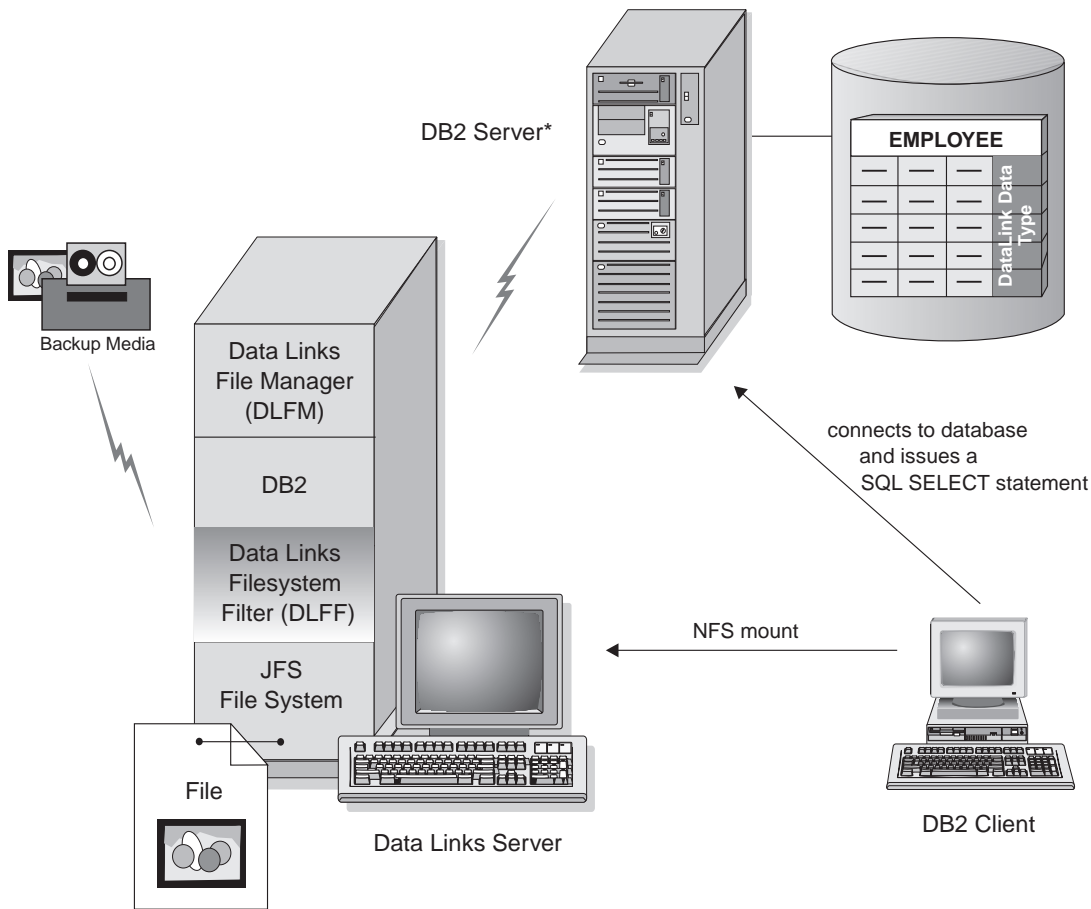 DB2 Server*
EMPLOYEE
DataLink Data
Type
Backup Media
Data Links
File Manager
(DLFM)
DB2
Data Links
Filesystem
Filter (DLFF)
JFS
File System
File
Data Links Server
connects to database
and issues a
SQL SELECT statement
NFS mount
DB2 Client